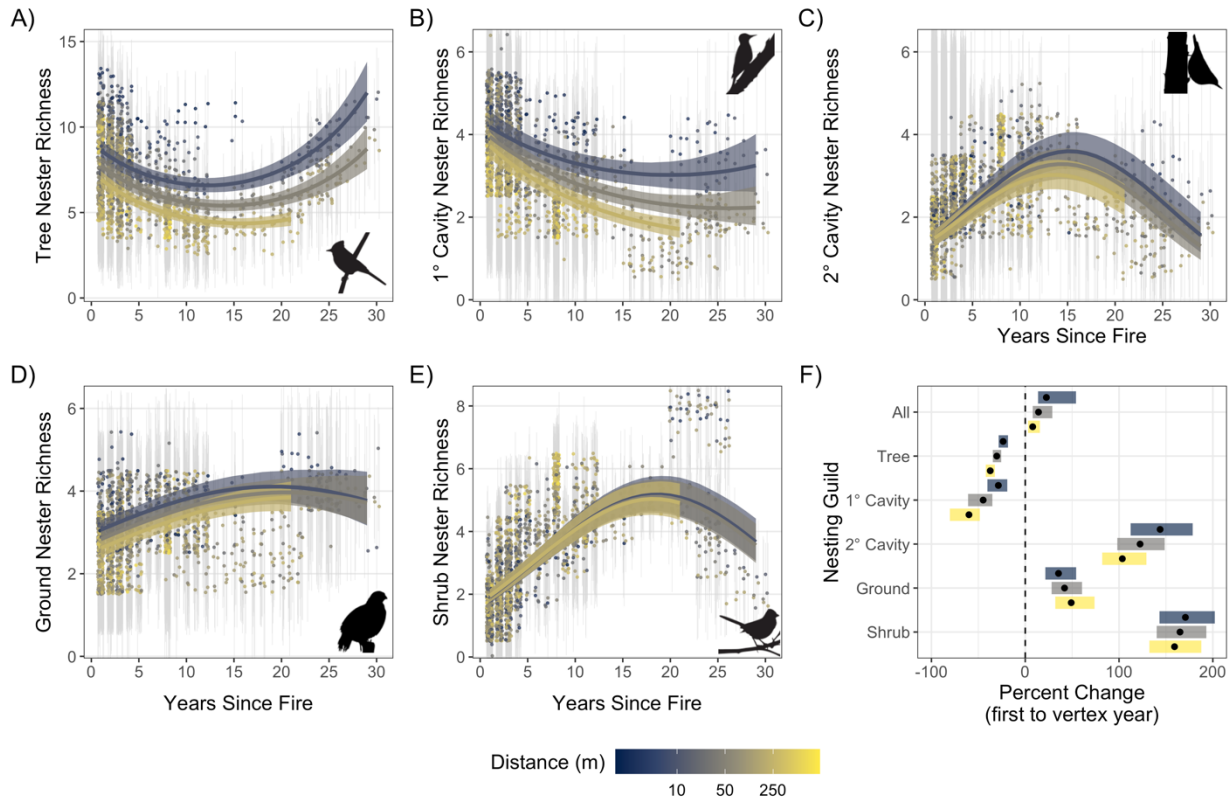 A)
Tree Nester Richness
15
10
5
0
0 5 10 15 20 25 30
B)
1° Cavity Nester Richness
6
4
2
0
0 5 10 15 20 25 30
C)
2° Cavity Nester Richness
6
4
2
0
0 5 10 15 20 25 30
Years Since Fire
D)
Ground Nester Richness
6
4
2
0
0 5 10 15 20 25 30
Years Since Fire
E)
Shrub Nester Richness
8
6
4
2
0
0 5 10 15 20 25 30
Years Since Fire
F)
Nesting Guild
All
Tree
1° Cavity
2° Cavity
Ground
Shrub
-100 0 100 200
Percent Change
(first to vertex year)
Distance (m)
10 50 250